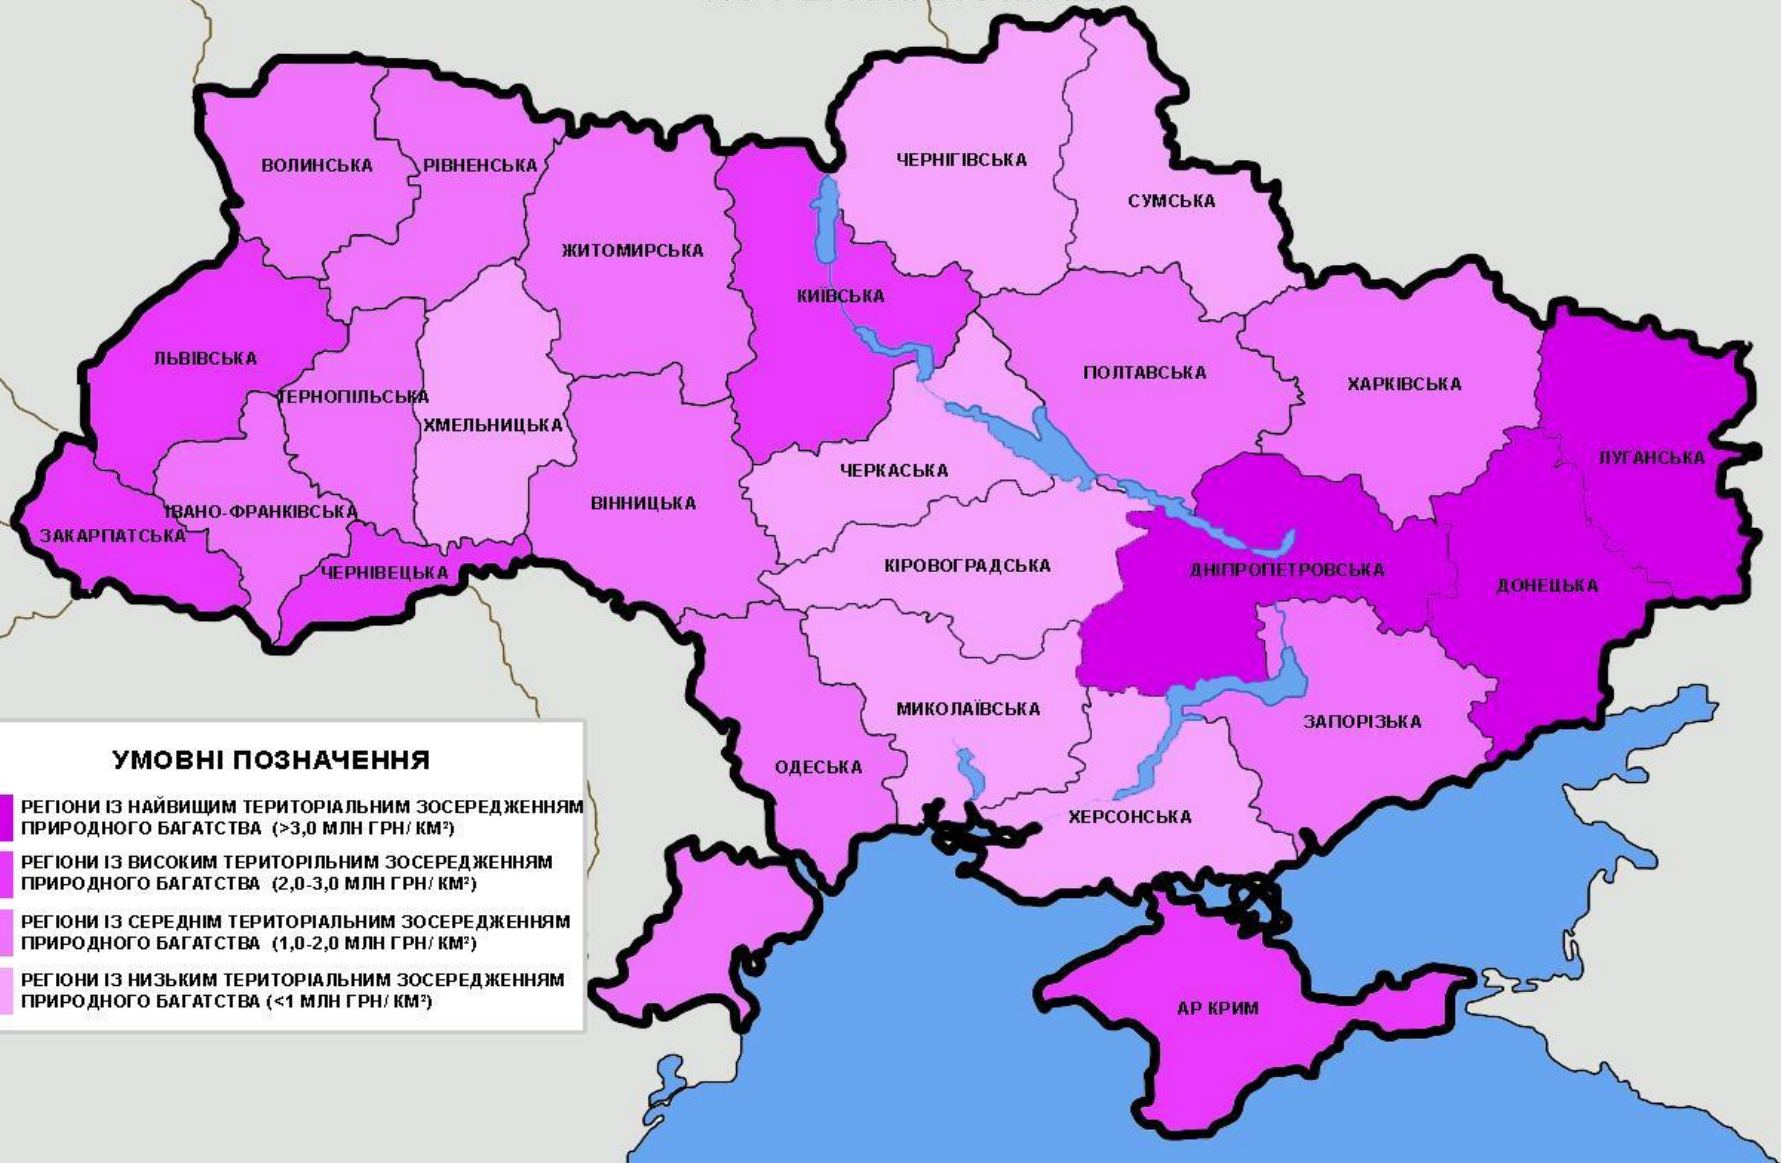 ВОЛИНСЬКА
РІВНЕНСЬКА
ЧЕРНІГІВСЬКА
СУМСЬКА
ЖИТОМИРСЬКА
КИЇВСЬКА
ЛЬВІВСЬКА
ТЕРНОПІЛЬСЬКА
ХМЕЛЬНИЦЬКА
ПОЛТАВСЬКА
ХАРКІВСЬКА
ЛУГАНСЬКА
ЧЕРКАСЬКА
ВІННИЦЬКА
ІВАНО-ФРАНКІВСЬКА
ЗАКАРПАТСЬКА
ЧЕРНІВЕЦЬКА
КІРОВОГРАДСЬКА
ДНІПРОПЕТРОВСЬКА
ДОНЕЦЬКА
МИКОЛАЇВСЬКА
ЗАПОРІЗЬКА
ОДЕСЬКА
ХЕРСОНСЬКА
АР КРИМ
УМОВНІ ПОЗНАЧЕННЯ
РЕГІОНИ ІЗ НАЙВИЩИМ ТЕРИТОРІАЛЬНИМ ЗОСЕРЕДЖЕННЯМ
ПРИРОДНОГО БАГАТСТВА (>3,0 МЛН ГРН/ КМ²)
РЕГІОНИ ІЗ ВИСОКИМ ТЕРИТОРІЛЬНИМ ЗОСЕРЕДЖЕННЯМ
ПРИРОДНОГО БАГАТСТВА (2,0-3,0 МЛН ГРН/ КМ²)
РЕГІОНИ ІЗ СЕРЕДНІМ ТЕРИТОРІАЛЬНИМ ЗОСЕРЕДЖЕННЯМ
ПРИРОДНОГО БАГАТСТВА (1,0-2,0 МЛН ГРН/ КМ²)
РЕГІОНИ ІЗ НИЗЬКИМ ТЕРИТОРІАЛЬНИМ ЗОСЕРЕДЖЕННЯМ
ПРИРОДНОГО БАГАТСТВА (<1 МЛН ГРН/ КМ²)